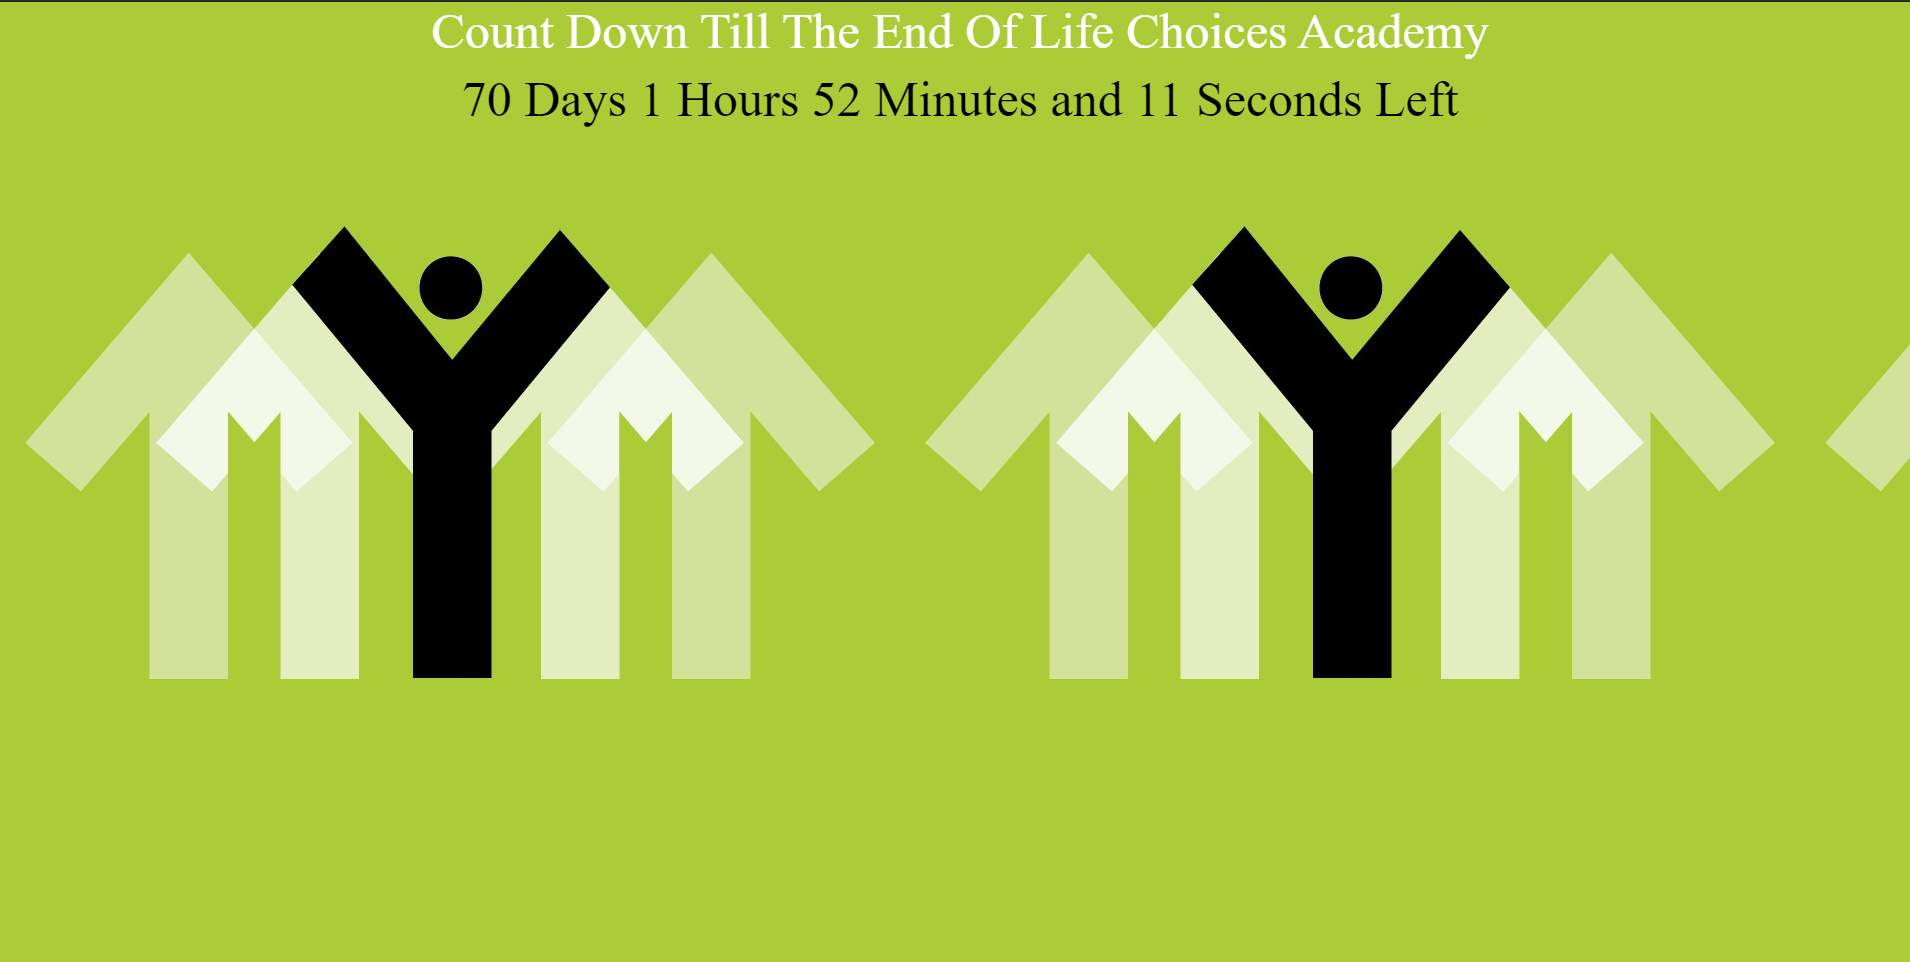 Count Down Till The End Of Life Choices Academy
70 Days 1 Hours 52 Minutes and 11 Seconds Left